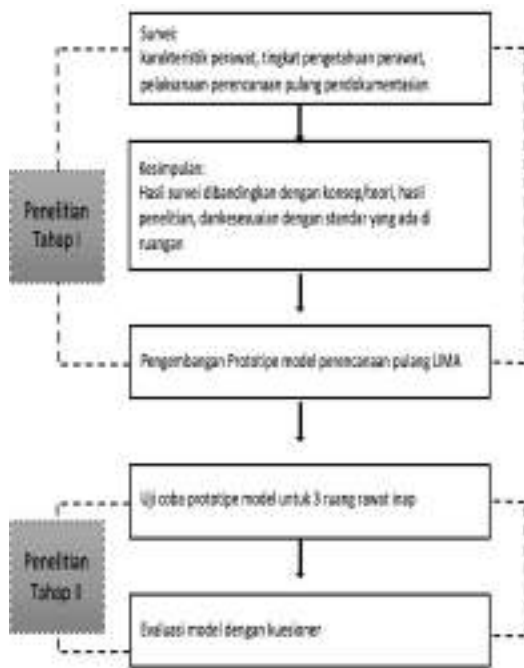 Survei:
karakteristik perawat, tingkat pengetahuan perawat,
pelaksanaan perencanaan pulang pendokumentasian
Kesimpulan:
Hasil survei dibandingkan dengan konsep/teori, hasil
penelitian, dankesesuaian dengan standar yang ada di
ruangan
Penelitian
Tahap I
Pengembangan Prototipe model perencanaan pulang LIMA
Uji coba prototipe model untuk 3 ruang rawat inap
Penelitian
Tahap II
Evaluasi model dengan kuesioner